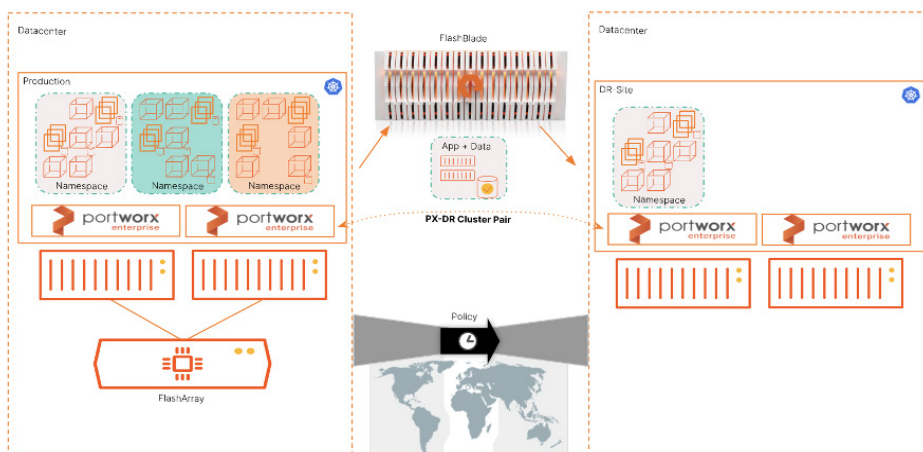 Datacenter
Production
Namespace
Namespace
Namespace
portworx
enterprise
portworx
enterprise
FlashArray
FlashBlade
App + Data
PX-DR Cluster Pair
Policy
Datacenter
DR-Site
Namespace
portworx
enterprise
portworx
enterprise